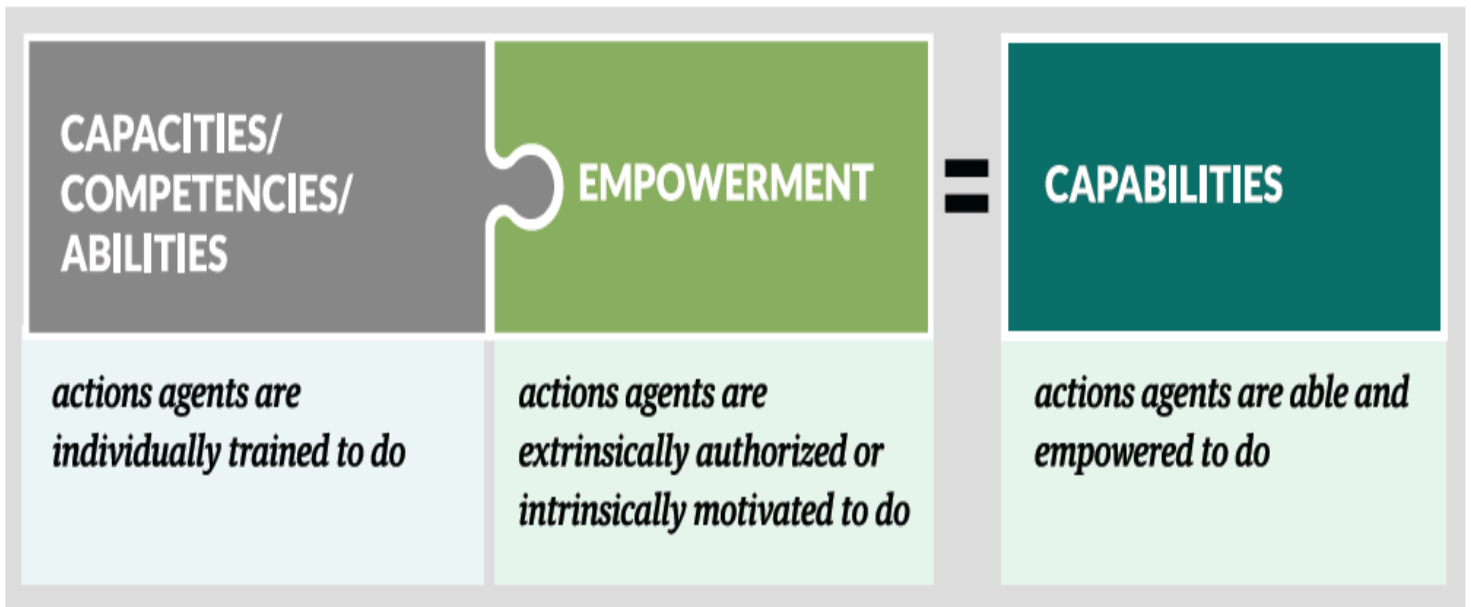 CAPACITIES/
COMPETENCIES/
ABILITIES
EMPOWERMENT
=
CAPABILITIES
actions agents are
individually trained to do
actions agents are
extrinsically authorized or
intrinsically motivated to do
actions agents are able and
empowered to do